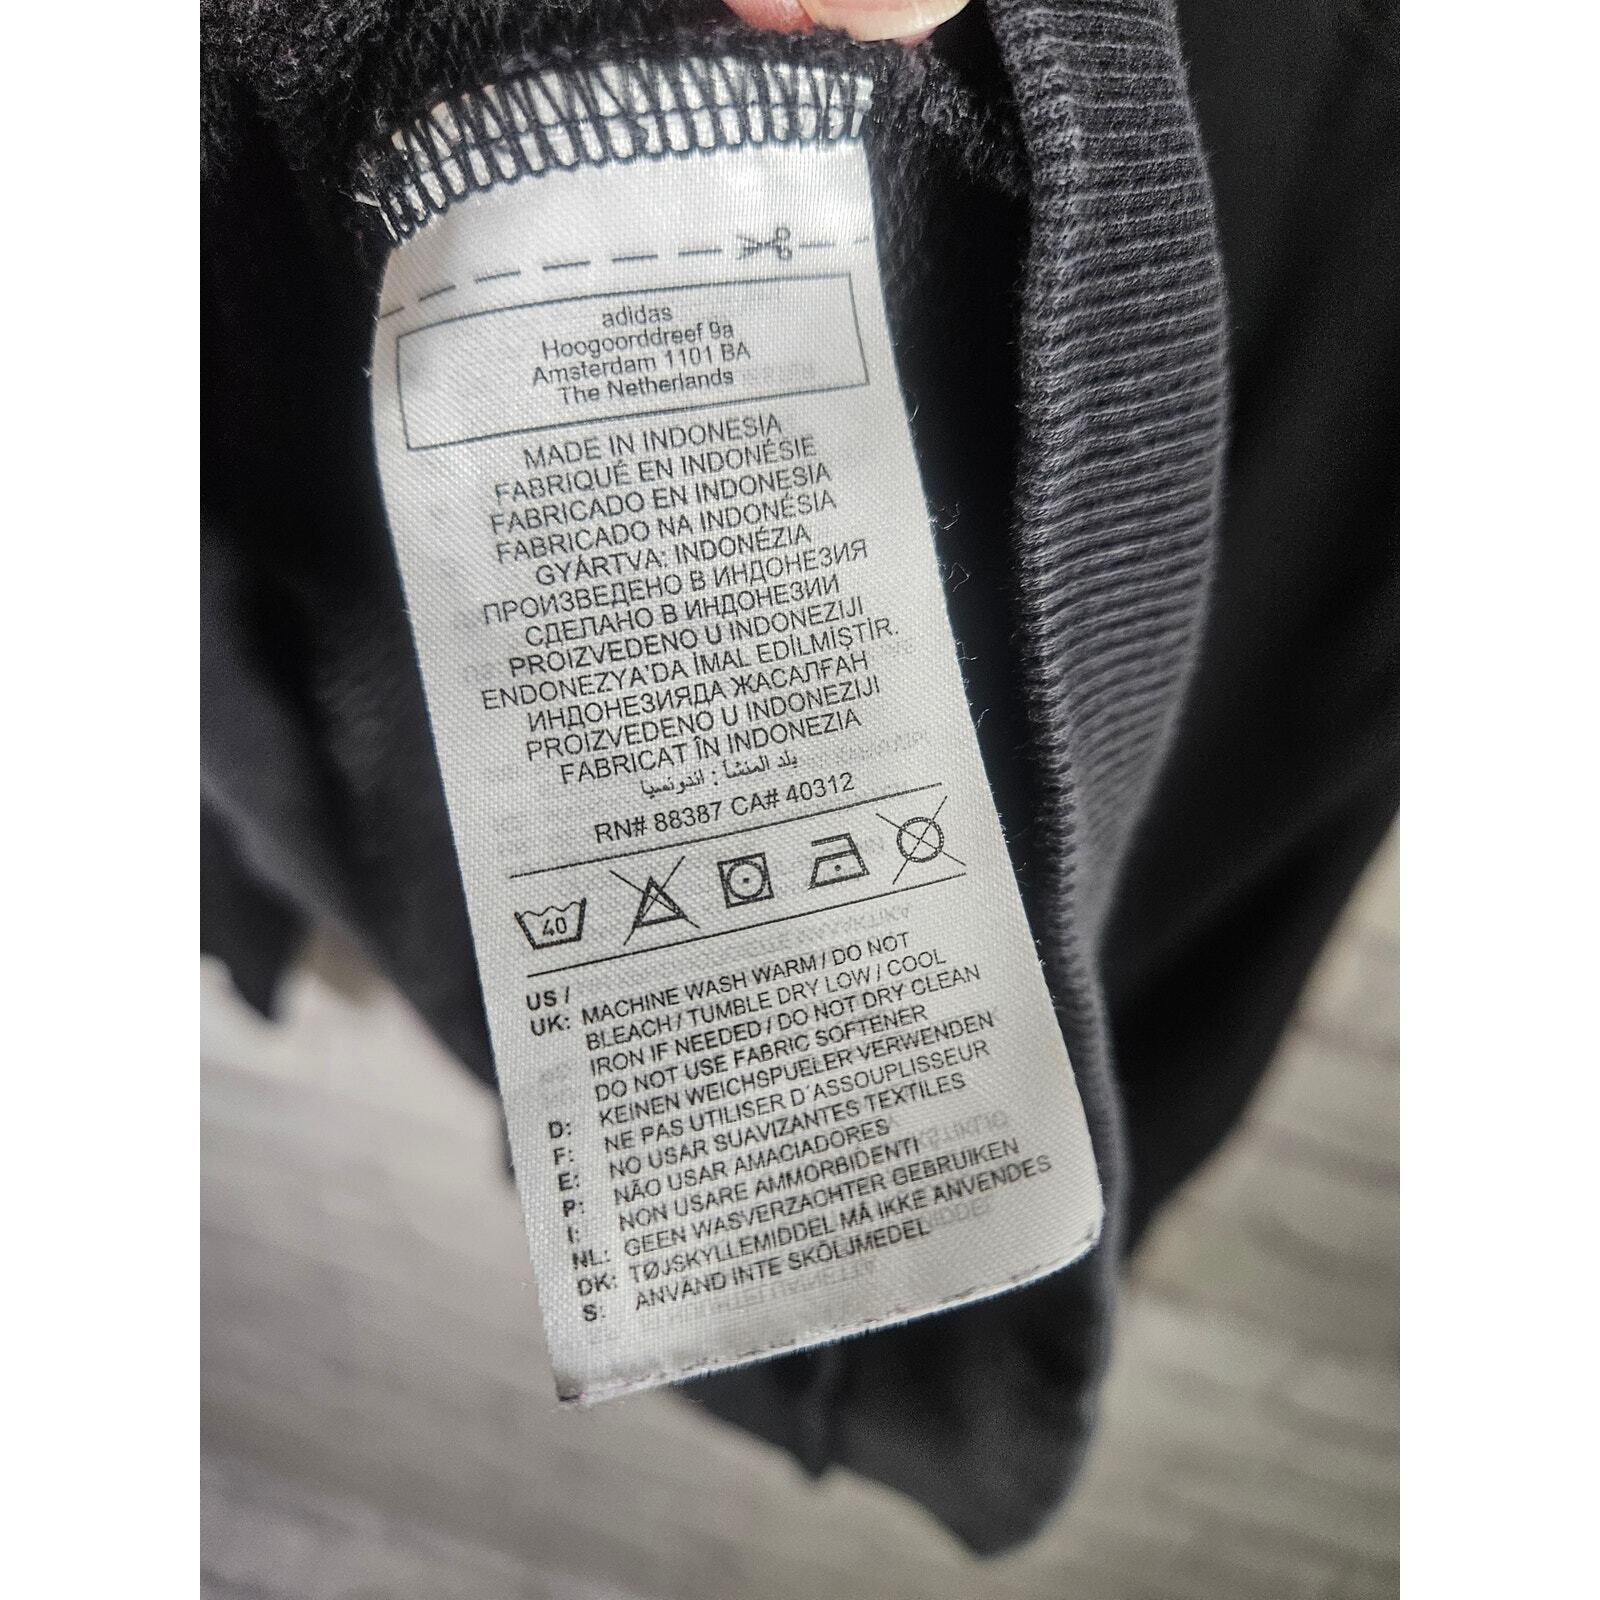 adidas
Hoogoorddreef 9a
Amsterdam 1101 BA
The Netherlands
MADE IN INDONESIA
FABRIQUÉ EN INDONÉSIE
FABRICADO EN INDONESIA
FABRICADO NA INDONÉSIA
GYÁRTVA: INDONÉZIA
ПРОИЗВЕДЕНО В ИНДОНЕЗИЯ
СДЕЛАНО В ИНДОНЕЗИИ
PROIZVEDENO U INDONEZIJI
ENDONEZYA'DA İMAL EDİLMİŞTİR.
ИНДОНЕЗИЯДА ЖАСАЛҒАН
PROIZVEDENO U INDONEZIJI
FABRICAT ÎN INDONEZIA
بلد المنشأ : اندونسيا
RN# 88387 CA# 40312
40
US / UK: MACHINE WASH WARM / DO NOT
BLEACH / TUMBLE DRY LOW / COOL
IRON IF NEEDED / DO NOT DRY CLEAN
DO NOT USE FABRIC SOFTENER
D: KEINEN WEICHSPUELER VERWENDEN
F: NE PAS UTILISER D´ASSOUPLISSEUR
E: NO USAR SUAVIZANTES TEXTILES
P: NÃO USAR AMACIADORES
I: NON USARE AMMORBIDENTI
NL: GEEN WASVERZACHTER GEBRUIKEN
DK: TØJSKYLLEMIDDEL MÅ IKKE ANVENDES
S: ANVÄND INTE SKÖLJMEDEL